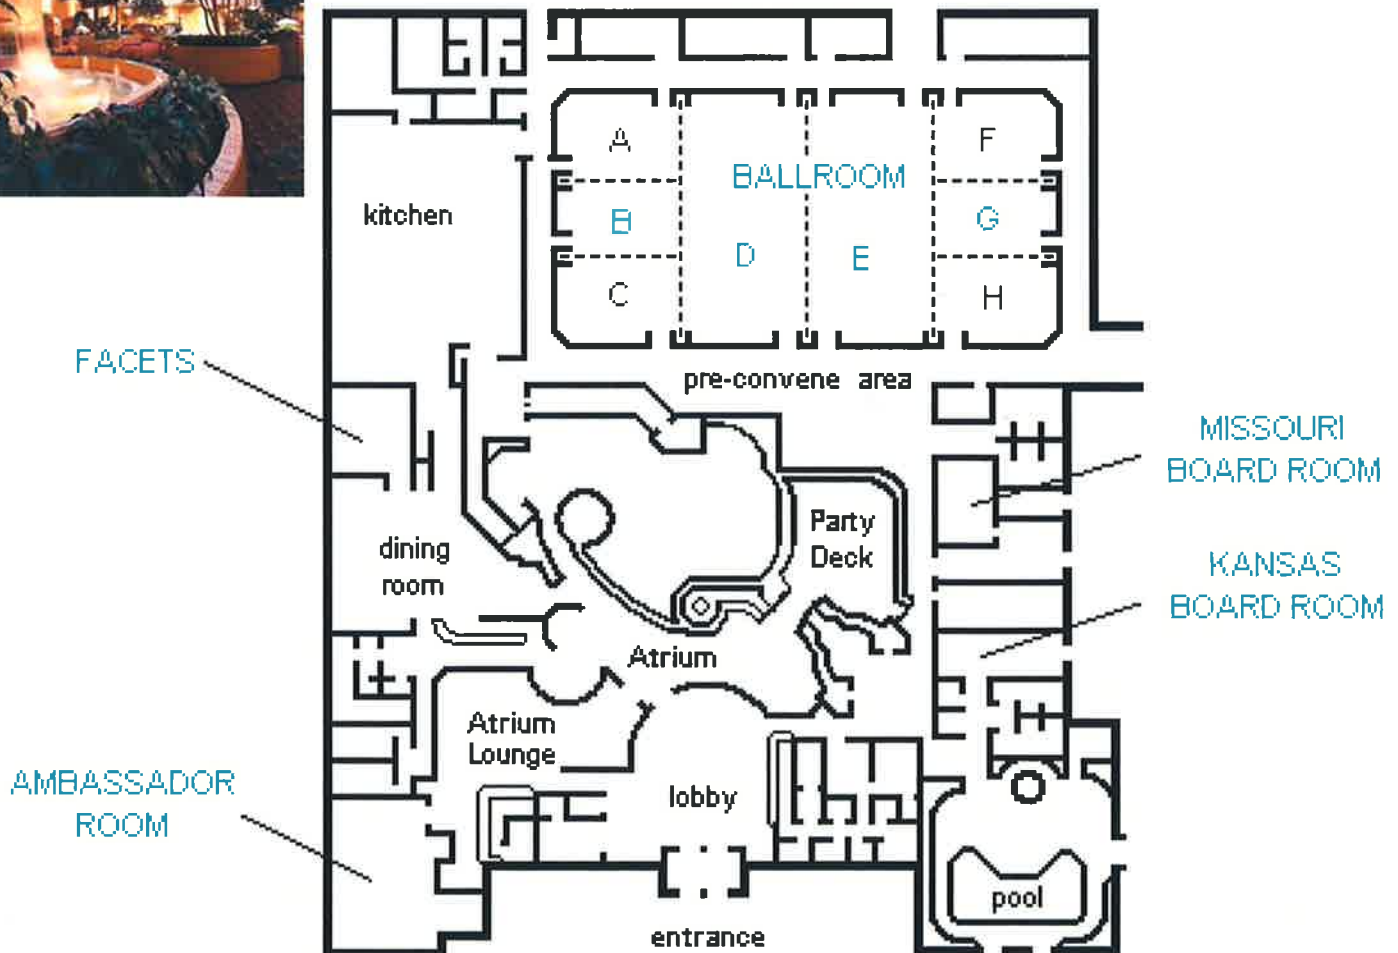 A
F
BALLROOM
kitchen
B
G
D
E
C
H
FACETS
pre-convene area
MISSOURI
BOARD ROOM
Party
Deck
dining
room
KANSAS
BOARD ROOM
Atrium
Atrium
Lounge
AMBASSADOR
ROOM
lobby
pool
entrance